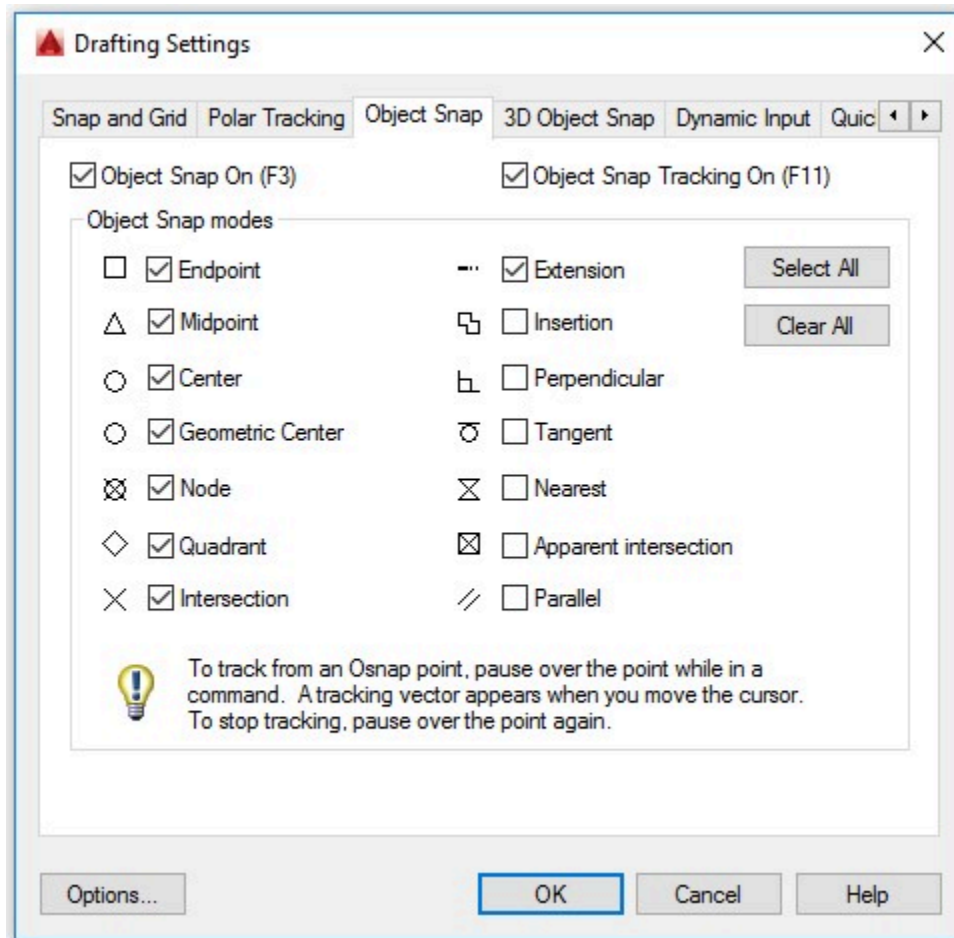 Drafting Settings
Snap and Grid Polar Tracking Object Snap 3D Object Snap Dynamic Input Quic
Object Snap On (F3) Object Snap Tracking On (F11)
Object Snap modes
Endpoint Extension Select All
Midpoint Insertion Clear All
Center Perpendicular
Geometric Center Tangent
Node Nearest
Quadrant Apparent intersection
Intersection Parallel
To track from an Osnap point, pause over the point while in a
command. A tracking vector appears when you move the cursor.
To stop tracking, pause over the point again.
Options... OK Cancel Help